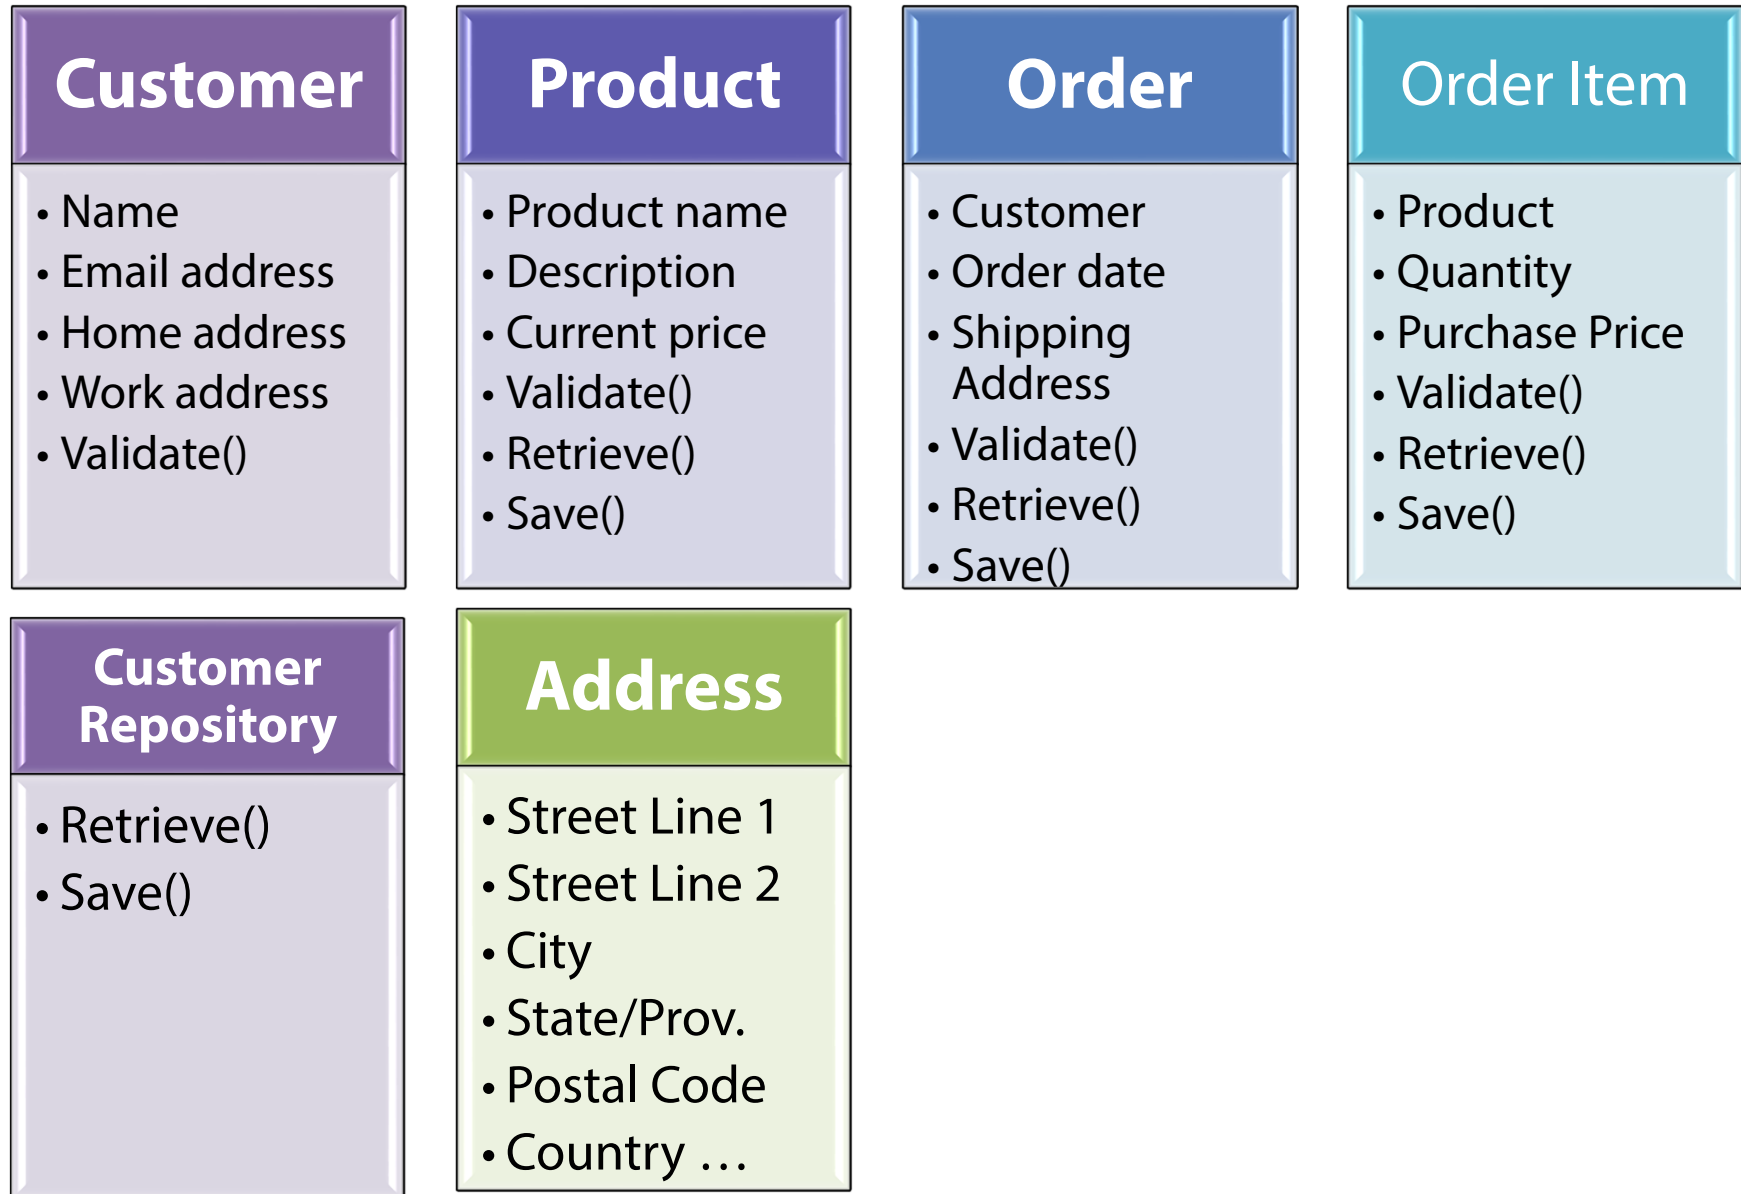 Customer
• Name
• Email address
• Home address
• Work address
• Validate()
Product
• Product name
• Description
• Current price
• Validate()
• Retrieve()
• Save()
Order
• Customer
• Order date
• Shipping
Address
• Validate()
• Retrieve()
• Save()
Order Item
• Product
• Quantity
• Purchase Price
• Validate()
• Retrieve()
• Save()
Customer
Repository
• Retrieve()
• Save()
Address
• Street Line 1
• Street Line 2
• City
• State/Prov.
• Postal Code
• Country …